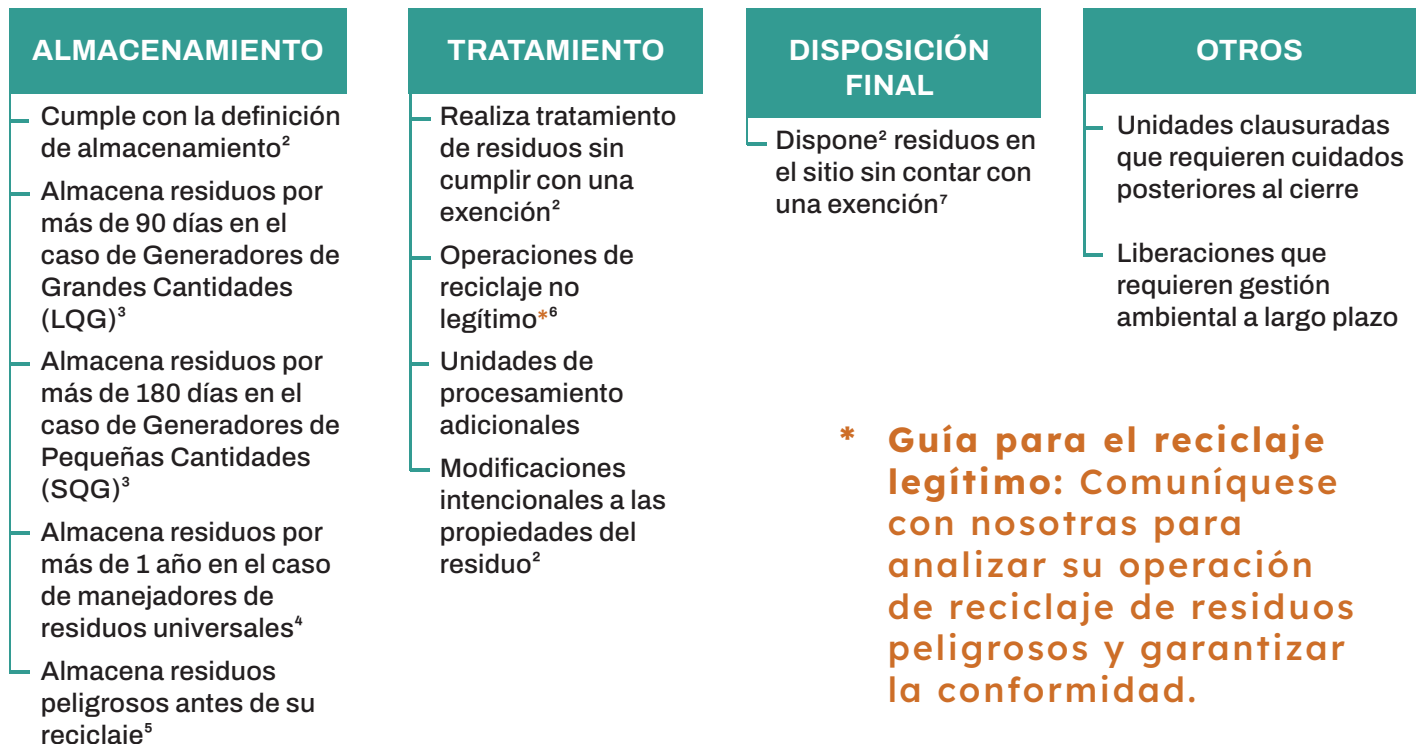 ALMACENAMIENTO
Cumple con la definición
de almacenamiento²
Almacena residuos por
más de 90 días en el
caso de Generadores de
Grandes Cantidades
(LQG)³
Almacena residuos por
más de 180 días en el
caso de Generadores de
Pequeñas Cantidades
(SQG)³
Almacena residuos por
más de 1 año en el caso
de manejadores de
residuos universales⁴
Almacena residuos
peligrosos antes de su
reciclaje⁵
TRATAMIENTO
Realiza tratamiento
de residuos sin
cumplir con una
exención²
Operaciones de
reciclaje no
legítimo*⁶
Unidades de
procesamiento
adicionales
Modificaciones
intencionales a las
propiedades del
residuo²
DISPOSICIÓN
FINAL
Dispone² residuos en
el sitio sin contar con
una exención⁷
OTROS
Unidades clausuradas
que requieren cuidados
posteriores al cierre
Liberaciones que
requieren gestión
ambiental a largo plazo
* Guía para el reciclaje
legítimo: Comuníquese
con nosotras para
analizar su operación
de reciclaje de residuos
peligrosos y garantizar
la conformidad.